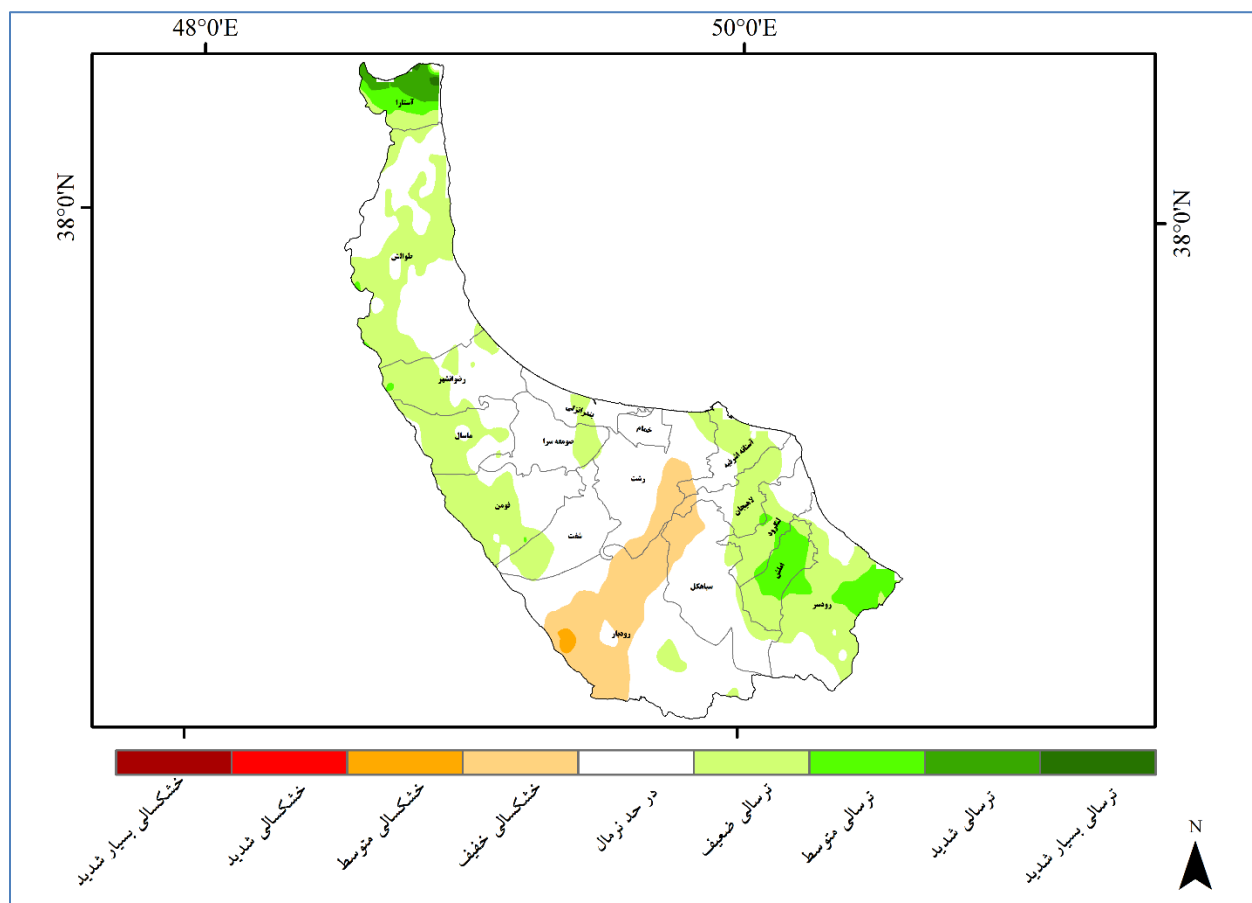 48°0'E
50°0'E
38°0'N
38°0'N
آستارا
طوالش
رضوانشهر
ماسال
بندرانزلی
صومعه سرا
خمام
رشت
آستانه اشرفیه
لاهیجان
لنگرود
املش
رودسر
سیاهکل
فومن
شفت
رودبار
خشکسالی بسیار شدید
خشکسالی شدید
خشکسالی متوسط
خشکسالی خفیف
در حد نرمال
ترسالی ضعیف
ترسالی متوسط
ترسالی شدید
ترسالی بسیار شدید
N